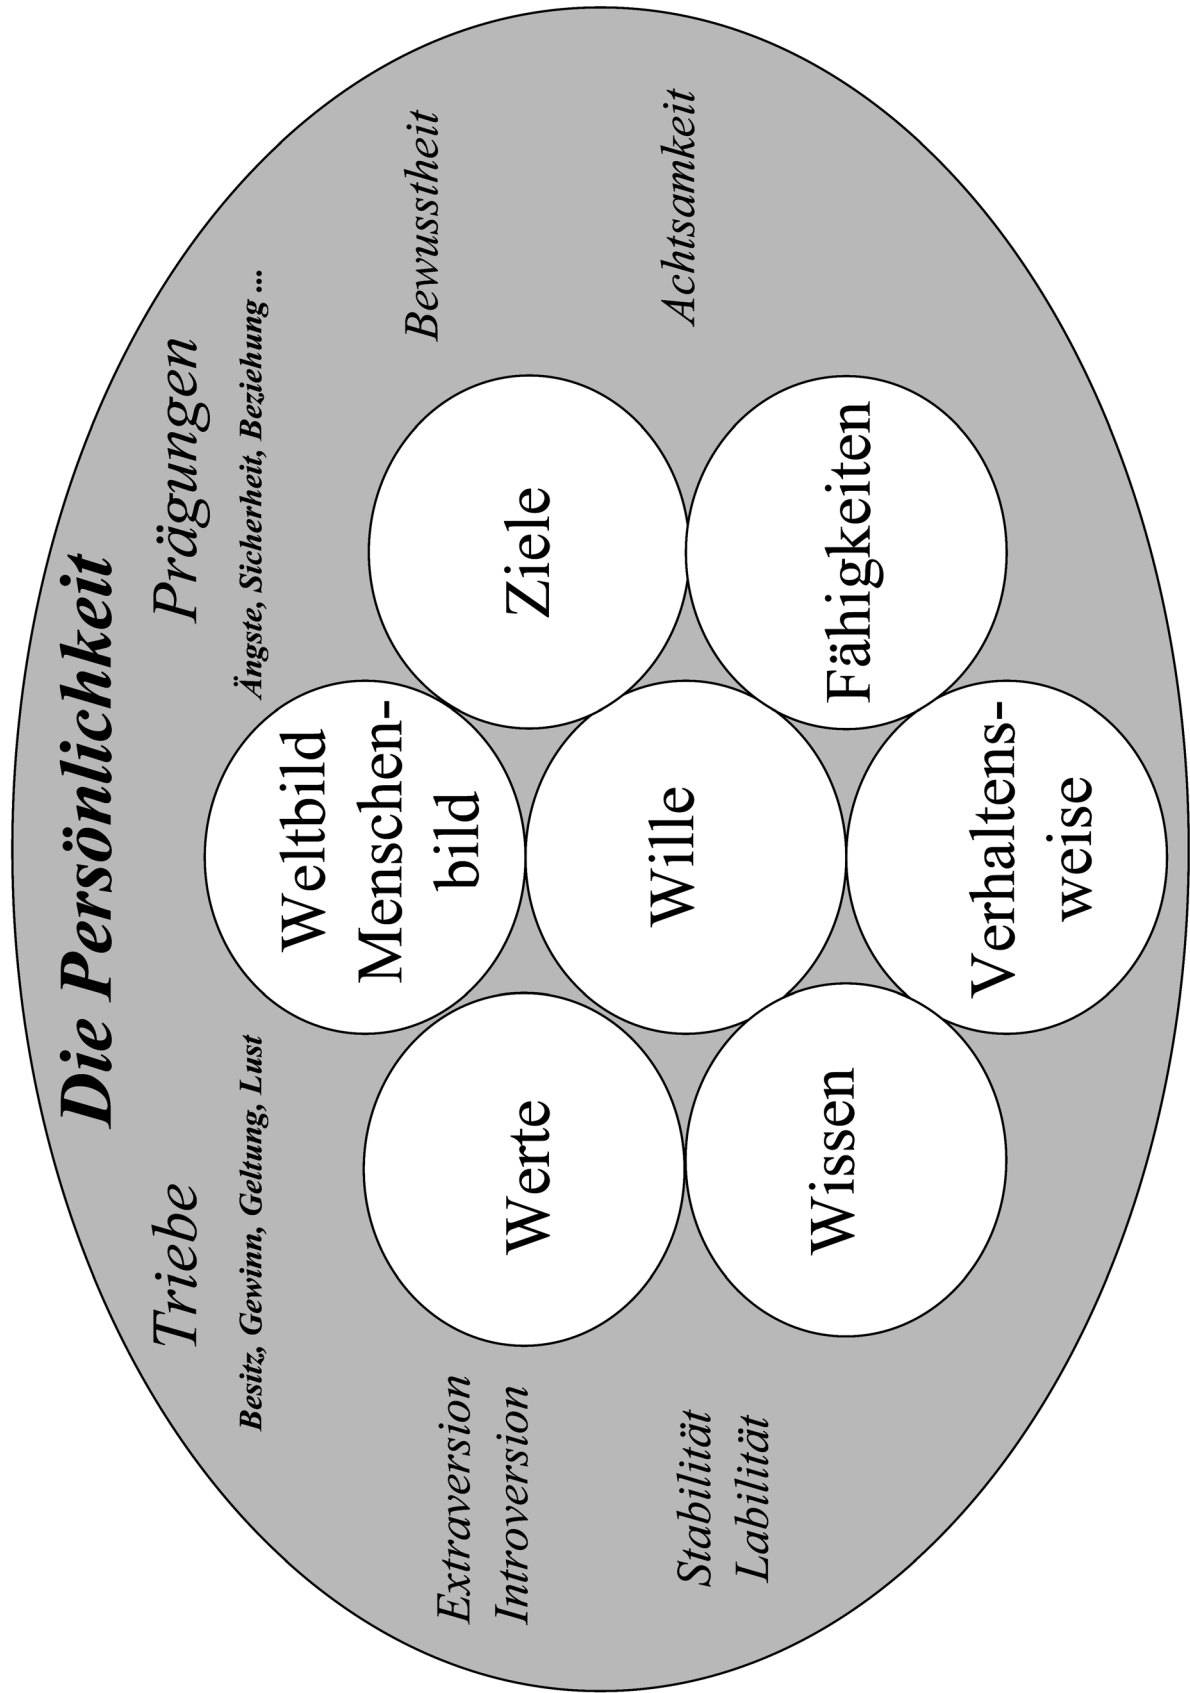 Die Persönlichkeit
Triebe
Prägungen
Besitz, Gewinn, Geltung, Lust
Ängste, Sicherheit, Beziehung ...
Weltbild
Menschen-
bild
Extraversion
Introversion
Werte
Ziele
Bewusstheit
Wille
Stabilität
Labilität
Wissen
Fähigkeiten
Achtsamkeit
Verhaltens-
weise